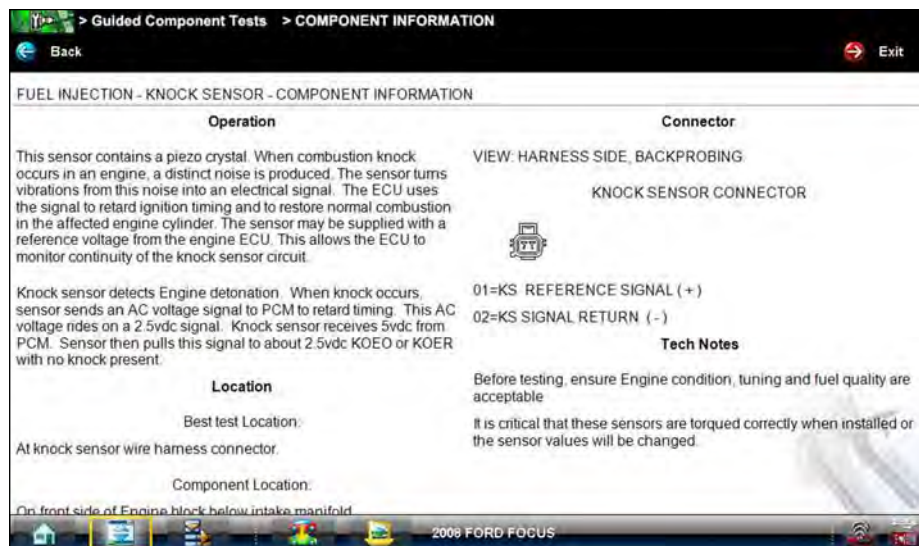 > Guided Component Tests > COMPONENT INFORMATION
Back
Exit
FUEL INJECTION - KNOCK SENSOR - COMPONENT INFORMATION
Operation
This sensor contains a piezo crystal. When combustion knock
occurs in an engine, a distinct noise is produced. The sensor turns
vibrations from this noise into an electrical signal. The ECU uses
the signal to retard ignition timing and to restore normal combustion
in the affected engine cylinder. The sensor may be supplied with a
reference voltage from the engine ECU. This allows the ECU to
monitor continuity of the knock sensor circuit.
Knock sensor detects Engine detonation. When knock occurs,
sensor sends an AC voltage signal to PCM to retard timing. This AC
voltage rides on a 2.5vdc signal. Knock sensor receives 5vdc from
PCM. Sensor then pulls this signal to about 2.5vdc KOEO or KOER
with no knock present.
Location
Best test Location:
At knock sensor wire harness connector.
Component Location:
On front side of Engine block below intake manifold
Connector
VIEW: HARNESS SIDE, BACKPROBING
KNOCK SENSOR CONNECTOR
01=KS REFERENCE SIGNAL (+)
02=KS SIGNAL RETURN (-)
Tech Notes
Before testing, ensure Engine condition, tuning and fuel quality are
acceptable
It is critical that these sensors are torqued correctly when installed or
the sensor values will be changed.
2008 FORD FOCUS